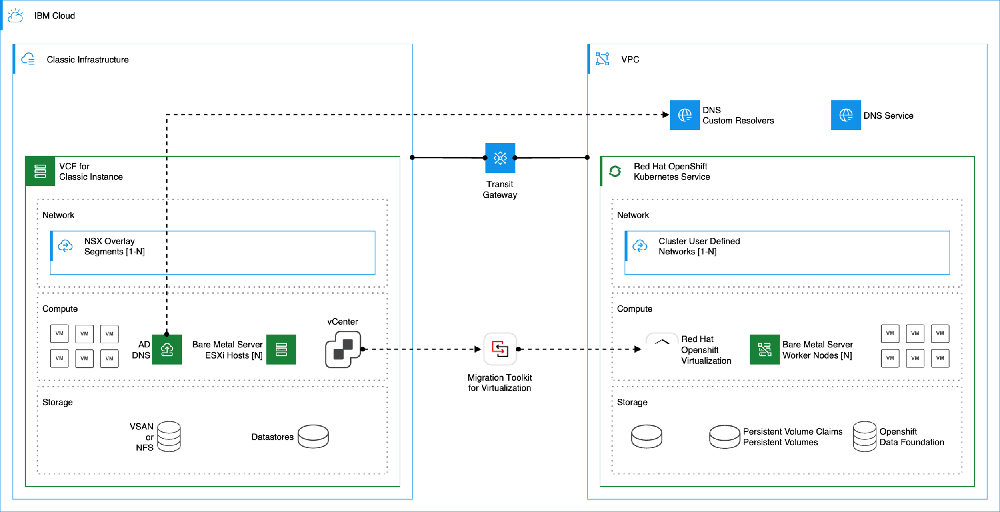 IBM Cloud
Classic Infrastructure
VPC
DNS
Custom Resolvers
DNS Service
VCF for
Classic Instance
Transit
Gateway
Red Hat OpenShift
Kubernetes Service
Network
NSX Overlay
Segments [1-N]
Network
Cluster User Defined
Networks [1-N]
Compute
VM VM VM
VM VM VM
AD
DNS
Bare Metal Server
ESXi Hosts [N]
vCenter
Migration Toolkit
for Virtualization
Compute
Red Hat
Openshift
Virtualization
Bare Metal Server
Worker Nodes [N]
VM VM VM
VM VM VM
Storage
VSAN
or
NFS
Datastores
Storage
Persistent Volume Claims
Persistent Volumes
Openshift
Data Foundation